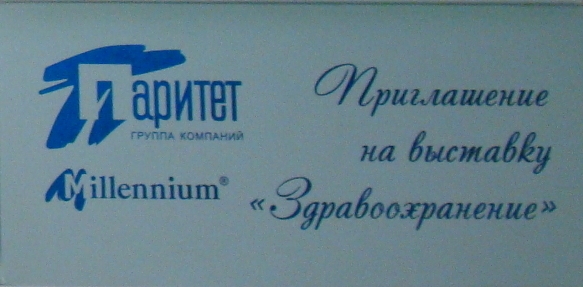 Паритет
ГРУППА КОМПАНИЙ
Millennium®
Приглашение
на выставку
«Здравоохранение»